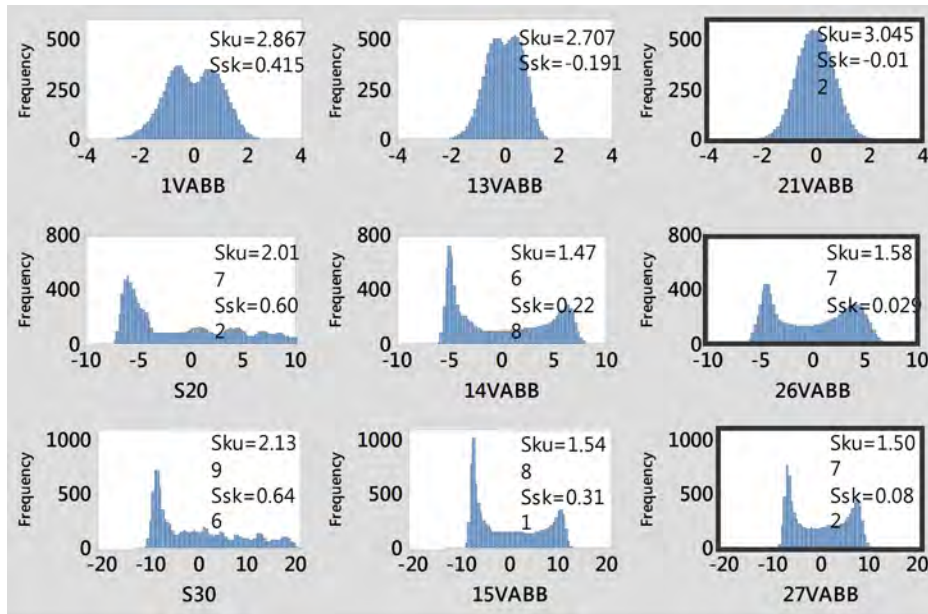 Frequency
500
250
0
Sku=2.867
Ssk=0.415
-4 -2 0 2 4
1VABB
Frequency
500
250
0
Sku=2.707
Ssk=-0.191
-4 -2 0 2 4
13VABB
Frequency
500
250
0
Sku=3.045
Ssk=-0.01
2
-4 -2 0 2 4
21VABB
Frequency
800
400
0
Sku=2.01
7
Ssk=0.60
2
-10 -5 0 5 10
S20
Frequency
800
400
0
Sku=1.47
6
Ssk=0.22
8
-10 -5 0 5 10
14VABB
Frequency
800
400
0
Sku=1.58
7
Ssk=0.029
-10 -5 0 5 10
26VABB
Frequency
1000
500
0
Sku=2.13
9
Ssk=0.64
6
-20 -10 0 10 20
S30
Frequency
1000
500
0
Sku=1.54
8
Ssk=0.31
1
-20 -10 0 10 20
15VABB
Frequency
1000
500
0
Sku=1.50
7
Ssk=0.08
2
-20 -10 0 10 20
27VABB